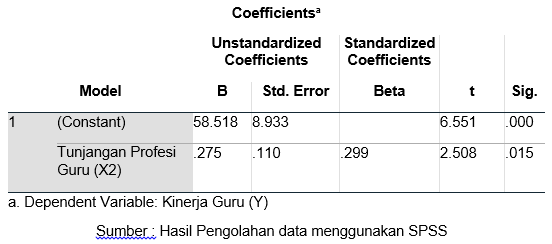 Coefficientsᵃ
Unstandardized Coefficients Standardized Coefficients
Model B Std. Error Beta t Sig.
1 (Constant) 58.518 8.933 6.551 .000
Tunjangan Profesi Guru (X2) .275 .110 .299 2.508 .015
a. Dependent Variable: Kinerja Guru (Y)
Sumber : Hasil Pengolahan data menggunakan SPSS